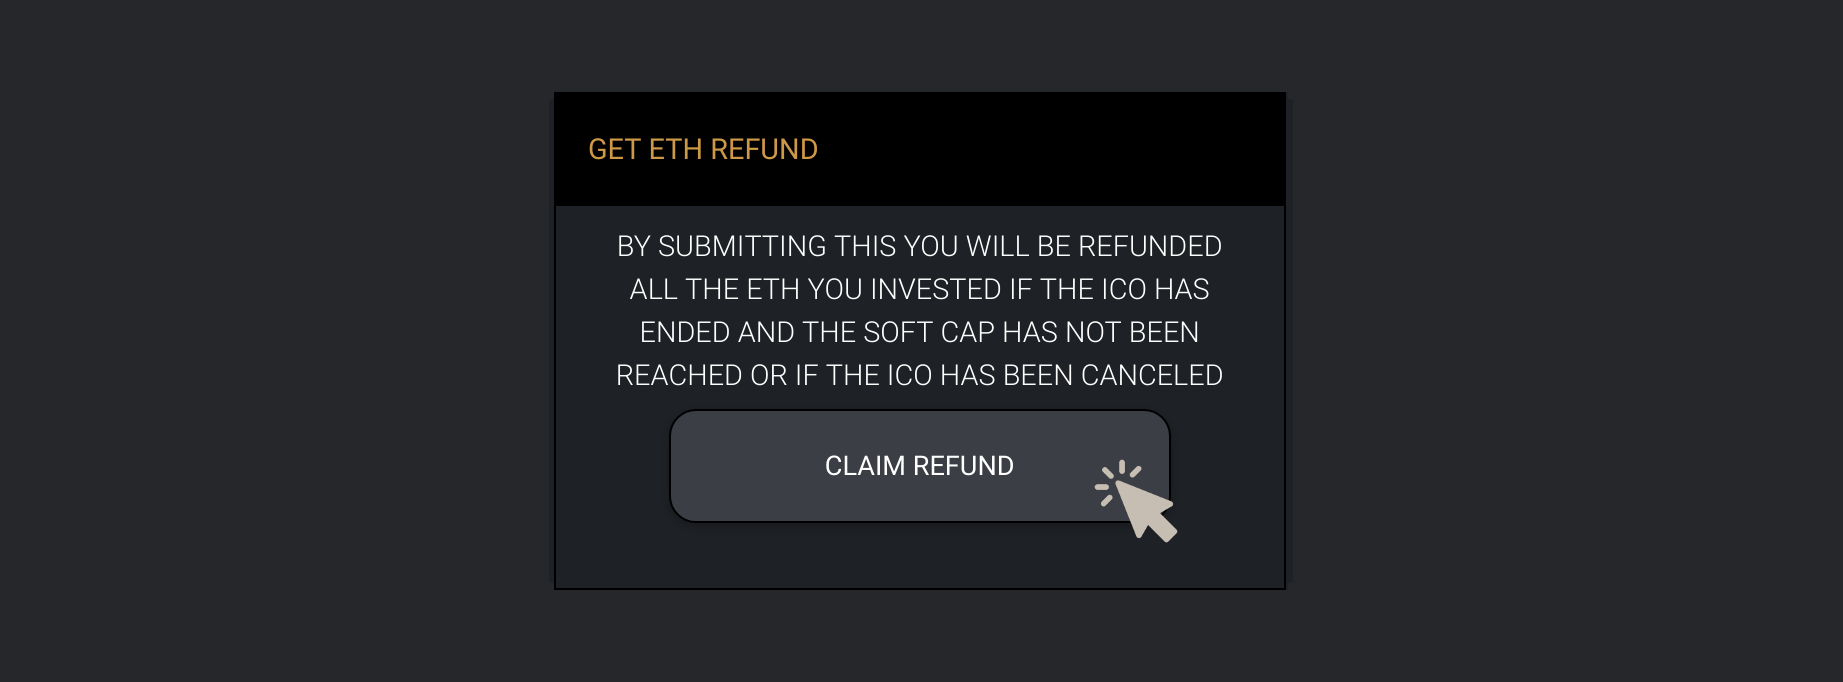 GET ETH REFUND
BY SUBMITTING THIS YOU WILL BE REFUNDED
ALL THE ETH YOU INVESTED IF THE ICO HAS
ENDED AND THE SOFT CAP HAS NOT BEEN
REACHED OR IF THE ICO HAS BEEN CANCELED
CLAIM REFUND